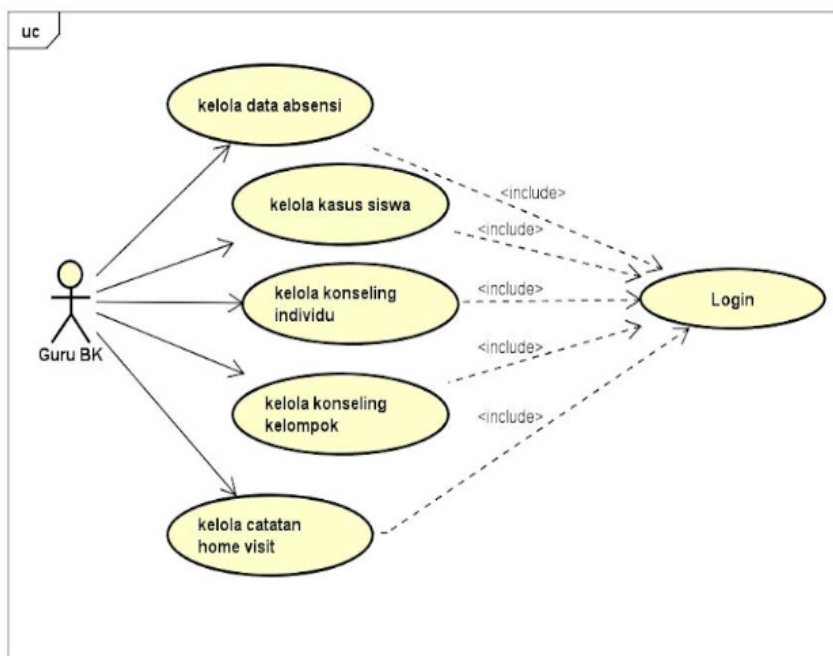 uc
kelola data absensi
<include>
kelola kasus siswa
<include>
kelola konseling
individu
<include>
Login
Guru BK
<include>
kelola konseling
kelompok
<include>
kelola catatan
home visit